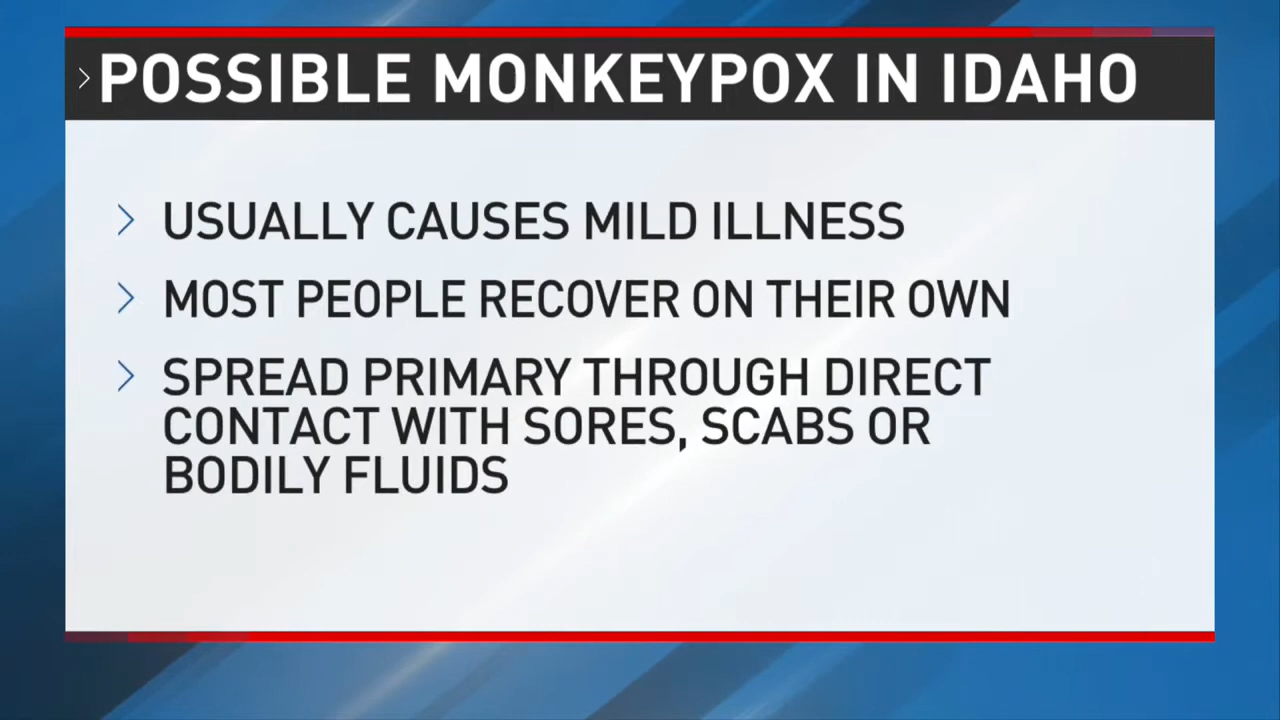 POSSIBLE MONKEYPOX IN IDAHO
USUALLY CAUSES MILD ILLNESS
MOST PEOPLE RECOVER ON THEIR OWN
SPREAD PRIMARY THROUGH DIRECT
CONTACT WITH SORES, SCABS OR
BODILY FLUIDS